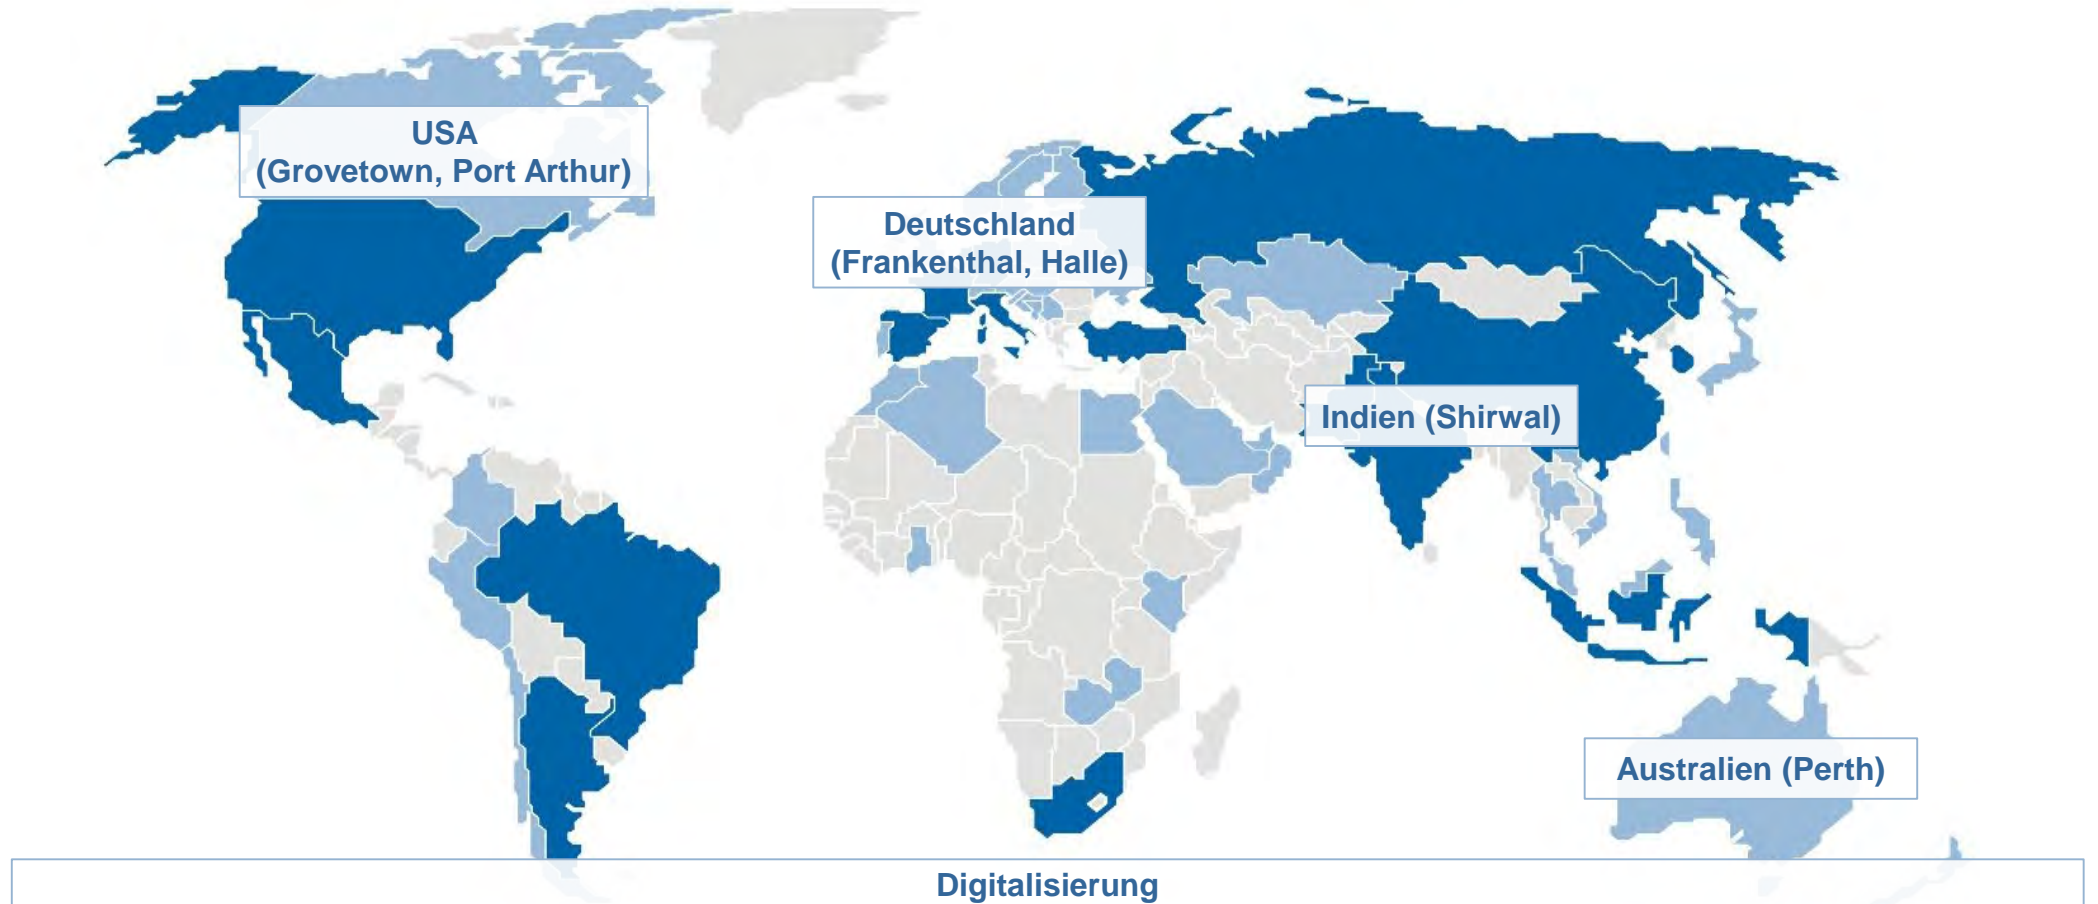 USA
(Grovetown, Port Arthur)
Deutschland
(Frankenthal, Halle)
Indien (Shirwal)
Australien (Perth)
Digitalisierung